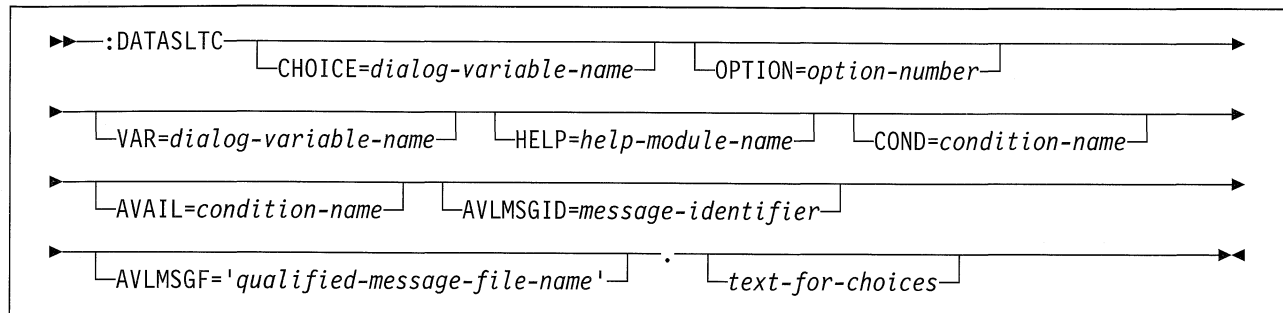 :DATASLTC CHOICE=dialog-variable-name OPTION=option-number
VAR=dialog-variable-name HELP=help-module-name COND=condition-name
AVAIL=condition-name AVLMSGID=message-identifier
AVLMSGF='qualified-message-file-name' . text-for-choices